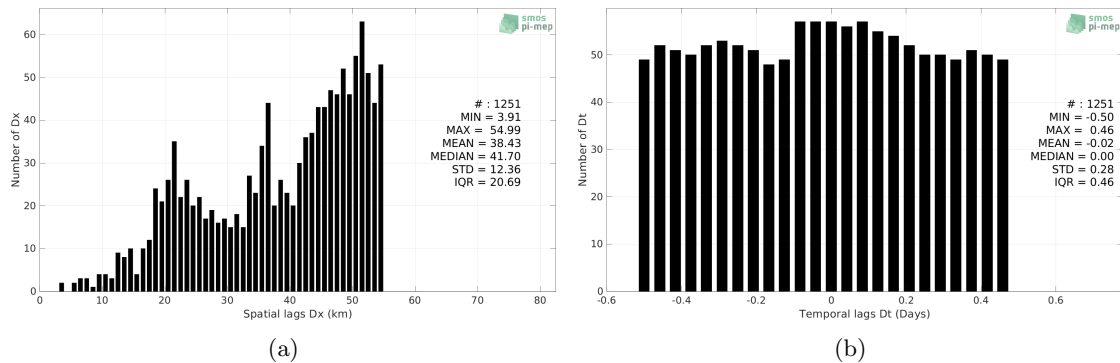 smos
pi-mep
60
50
40
30
20
10
0
Number of Dx
# : 1251
MIN = 3.91
MAX = 54.99
MEAN = 38.43
MEDIAN = 41.70
STD = 12.36
IQR = 20.69
0 10 20 30 40 50 60 70 80
Spatial lags Dx (km)
(a)
smos
pi-mep
50
40
30
20
10
0
Number of Dt
# : 1251
MIN = -0.50
MAX = 0.46
MEAN = -0.02
MEDIAN = 0.00
STD = 0.28
IQR = 0.46
-0.6 -0.4 -0.2 0 0.2 0.4 0.6
Temporal lags Dt (Days)
(b)